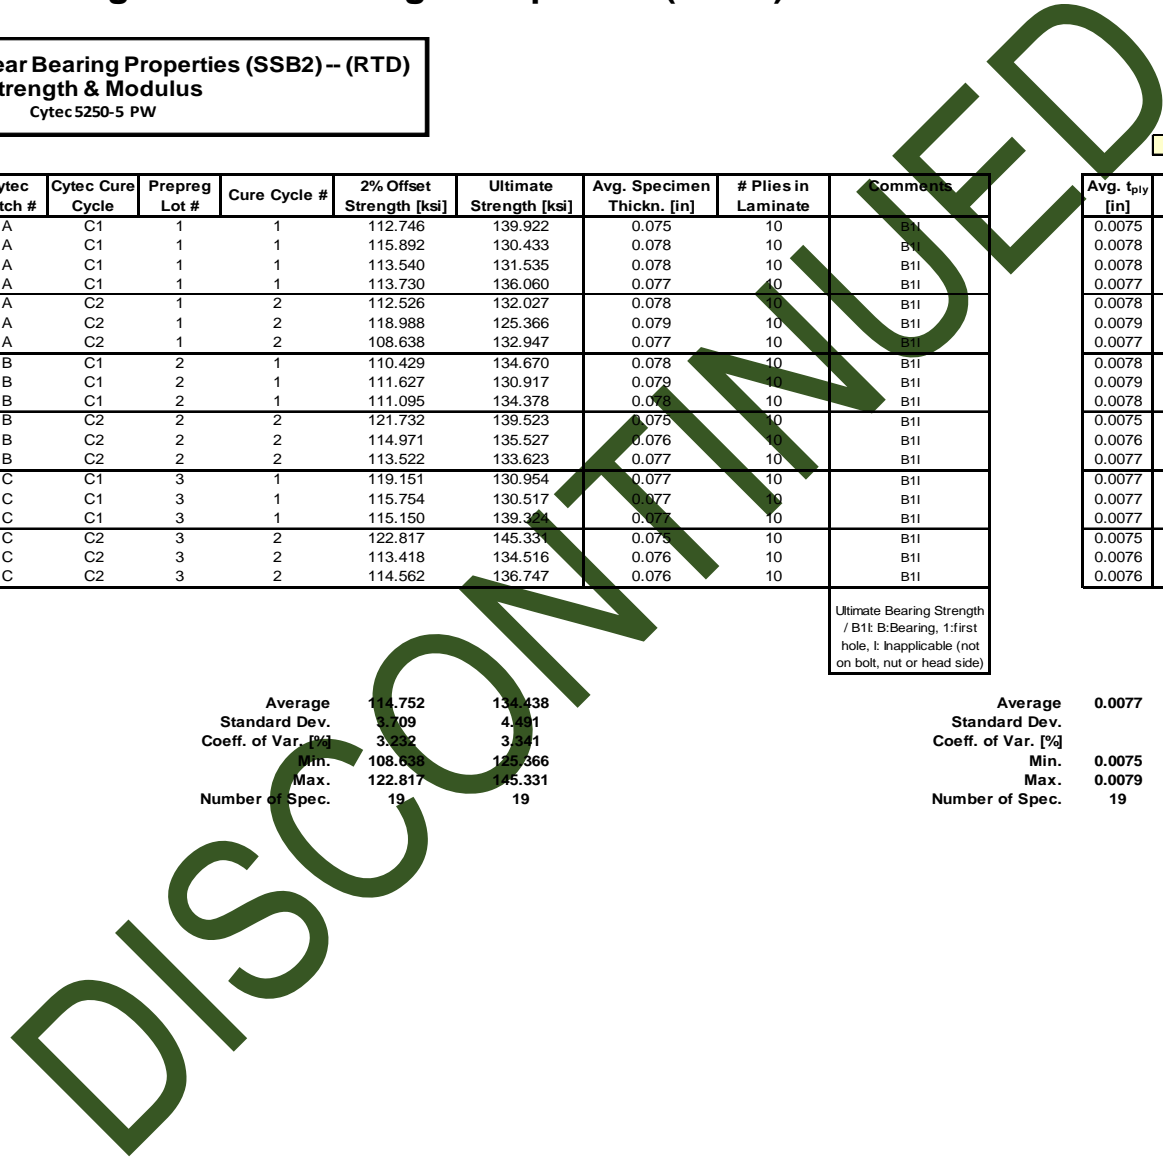 ear Bearing Properties (SSB2) -- (RTD)
trength & Modulus
Cytec 5250-5 PW
ytec Cytec Cure Prepreg Cure Cycle # 2% Offset Ultimate Avg. Specimen # Plies in Comments Avg. tply
tch # Cycle Lot # Strength [ksi] Strength [ksi] Thickn. [in] Laminate [in]
A C1 1 1 112.746 139.922 0.075 10 B1I 0.0075
A C1 1 1 115.892 130.433 0.078 10 B1I 0.0078
A C1 1 1 113.540 131.535 0.078 10 B1I 0.0078
A C1 1 1 113.730 136.060 0.077 10 B1I 0.0077
A C2 1 2 112.526 132.027 0.078 10 B1I 0.0078
A C2 1 2 118.988 125.366 0.079 10 B1I 0.0079
A C2 1 2 108.638 132.947 0.077 10 B1I 0.0077
B C1 2 1 110.429 134.670 0.078 10 B1I 0.0078
B C1 2 1 111.627 130.917 0.079 10 B1I 0.0079
B C1 2 1 111.095 134.378 0.078 10 B1I 0.0078
B C2 2 2 121.732 139.523 0.075 10 B1I 0.0075
B C2 2 2 114.971 135.527 0.076 10 B1I 0.0076
B C2 2 2 113.522 133.623 0.077 10 B1I 0.0077
C C1 3 1 119.151 130.954 0.077 10 B1I 0.0077
C C1 3 1 115.754 130.517 0.077 10 B1I 0.0077
C C1 3 1 115.150 139.324 0.077 10 B1I 0.0077
C C2 3 2 122.817 145.331 0.075 10 B1I 0.0075
C C2 3 2 113.418 134.516 0.076 10 B1I 0.0076
C C2 3 2 114.562 136.747 0.076 10 B1I 0.0076
Ultimate Bearing Strength
/ B1I: B:Bearing, 1:first
hole, I: Inapplicable (not
on bolt, nut or head side)
Average 114.752 134.438 Average 0.0077
Standard Dev. 3.709 4.491 Standard Dev.
Coeff. of Var. [%] 3.232 3.341 Coeff. of Var. [%]
Min. 108.638 125.366 Min. 0.0075
Max. 122.817 145.331 Max. 0.0079
Number of Spec. 19 19 Number of Spec. 19
DISCONTINUED